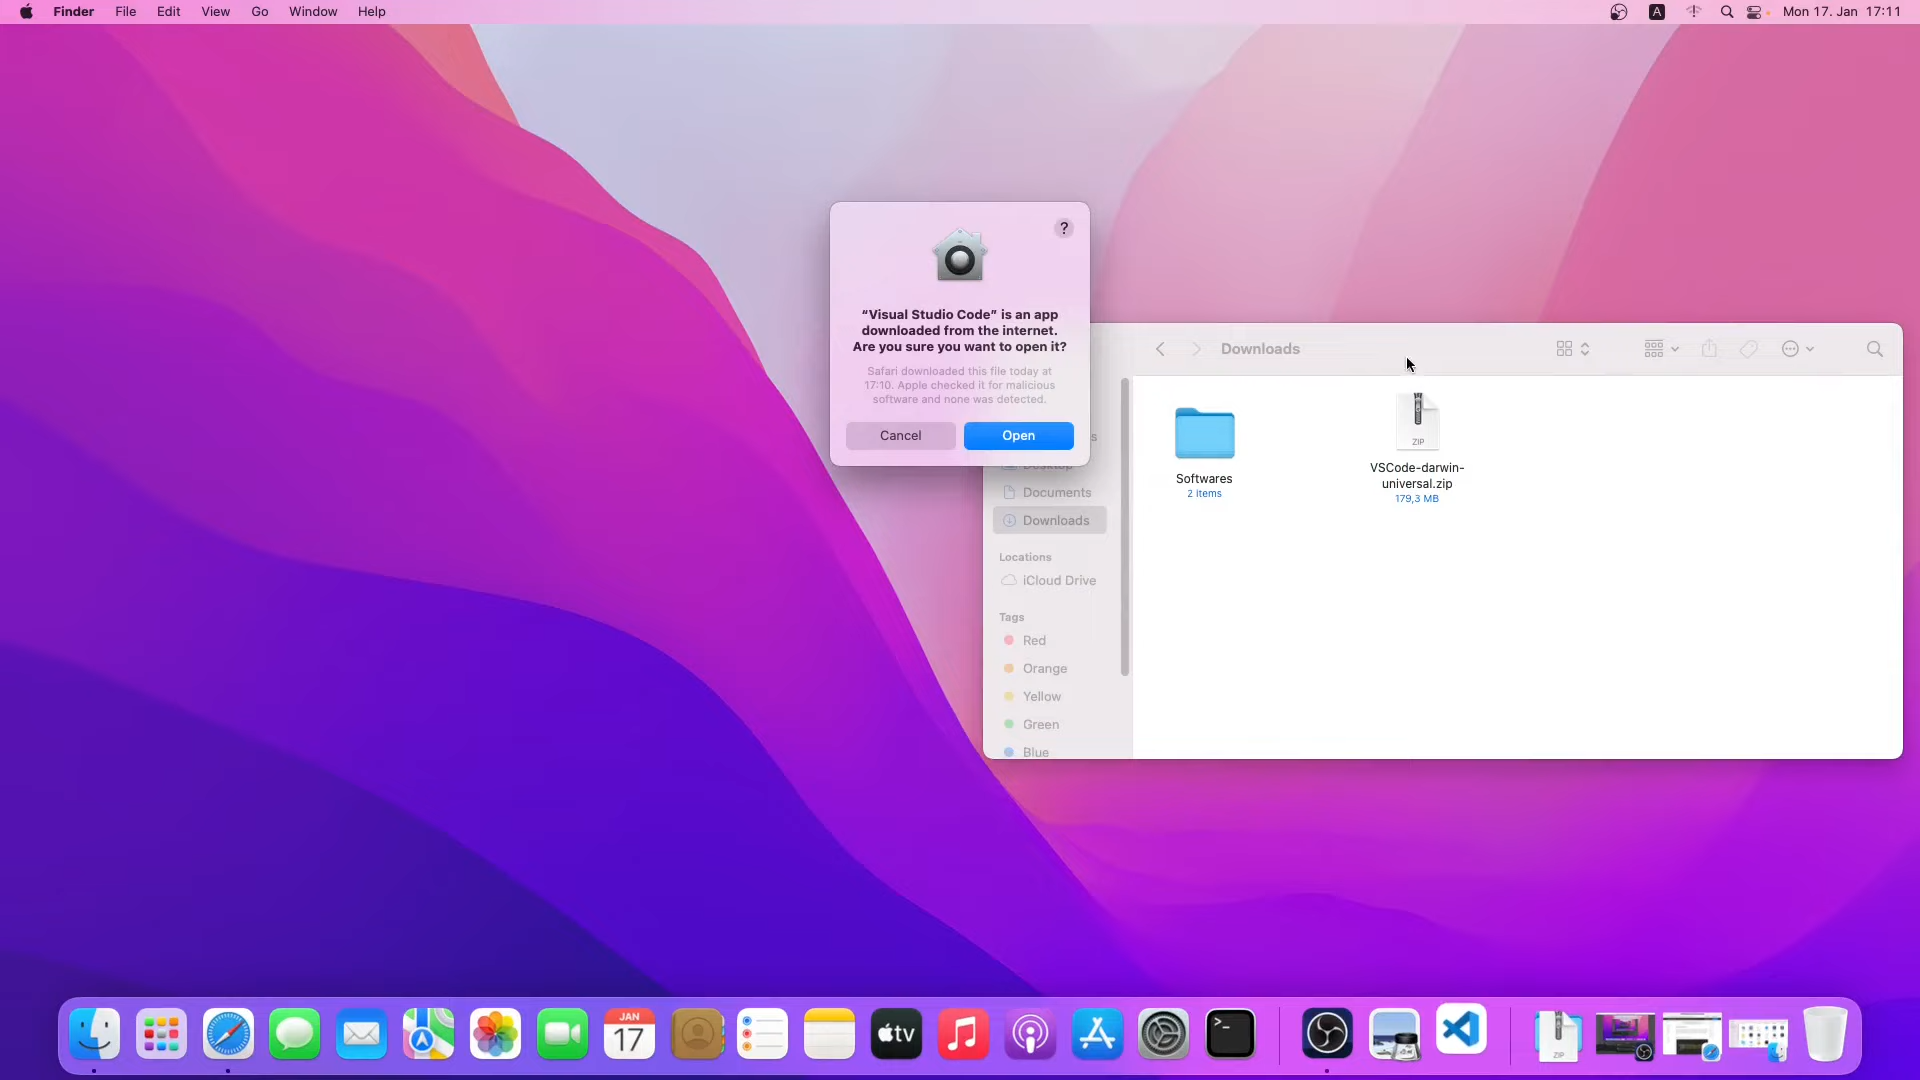 Finder File Edit View Go Window Help
A
Mon 17. Jan 17:11
?
“Visual Studio Code” is an app
downloaded from the internet.
Are you sure you want to open it?
Safari downloaded this file today at
17:10. Apple checked it for malicious
software and none was detected.
Cancel Open
Downloads
s
Desktop
Documents
Downloads
Locations
iCloud Drive
Tags
Red
Orange
Yellow
Green
Blue
ZIP
Softwares
2 items
VSCode-darwin-
universal.zip
179,3 MB
JAN
17
tv
>_
ZIP